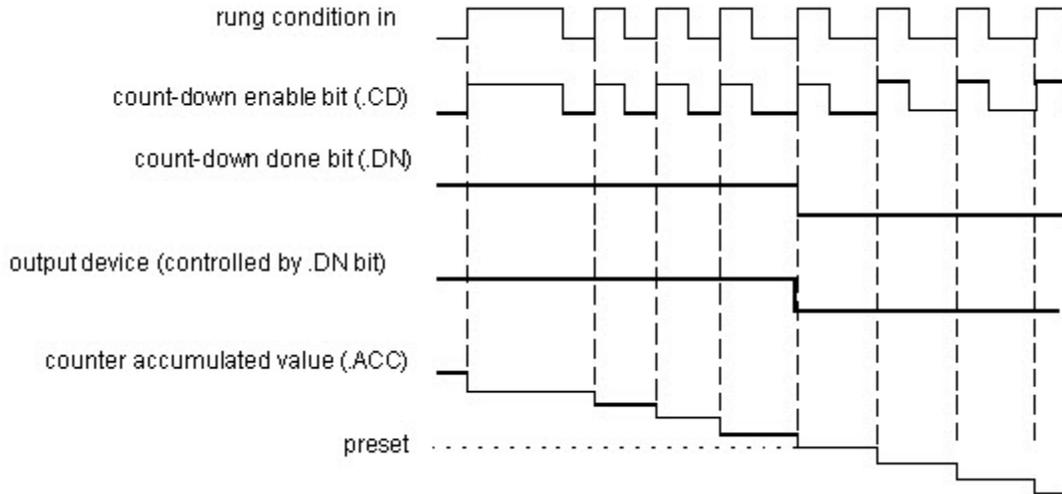 rung condition in
count-down enable bit (.CD)
count-down done bit (.DN)
output device (controlled by .DN bit)
counter accumulated value (.ACC)
preset